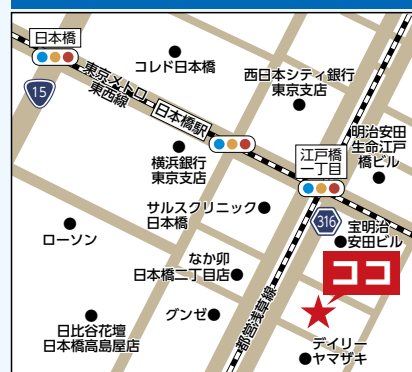 日本橋
コレド日本橋
東京メトロ
東西線
西日本シティ銀行
東京支店
15
日本橋駅
明治安田
生命江戸
橋ビル
江戸橋
一丁目
横浜銀行
東京支店
サルスクリニック
日本橋
316
宝明治
安田ビル
ローソン
なか卯
日本橋二丁目店
ココ
都営浅草線
グンゼ
日比谷花壇
日本橋高島屋店
デイリー
ヤマザキ